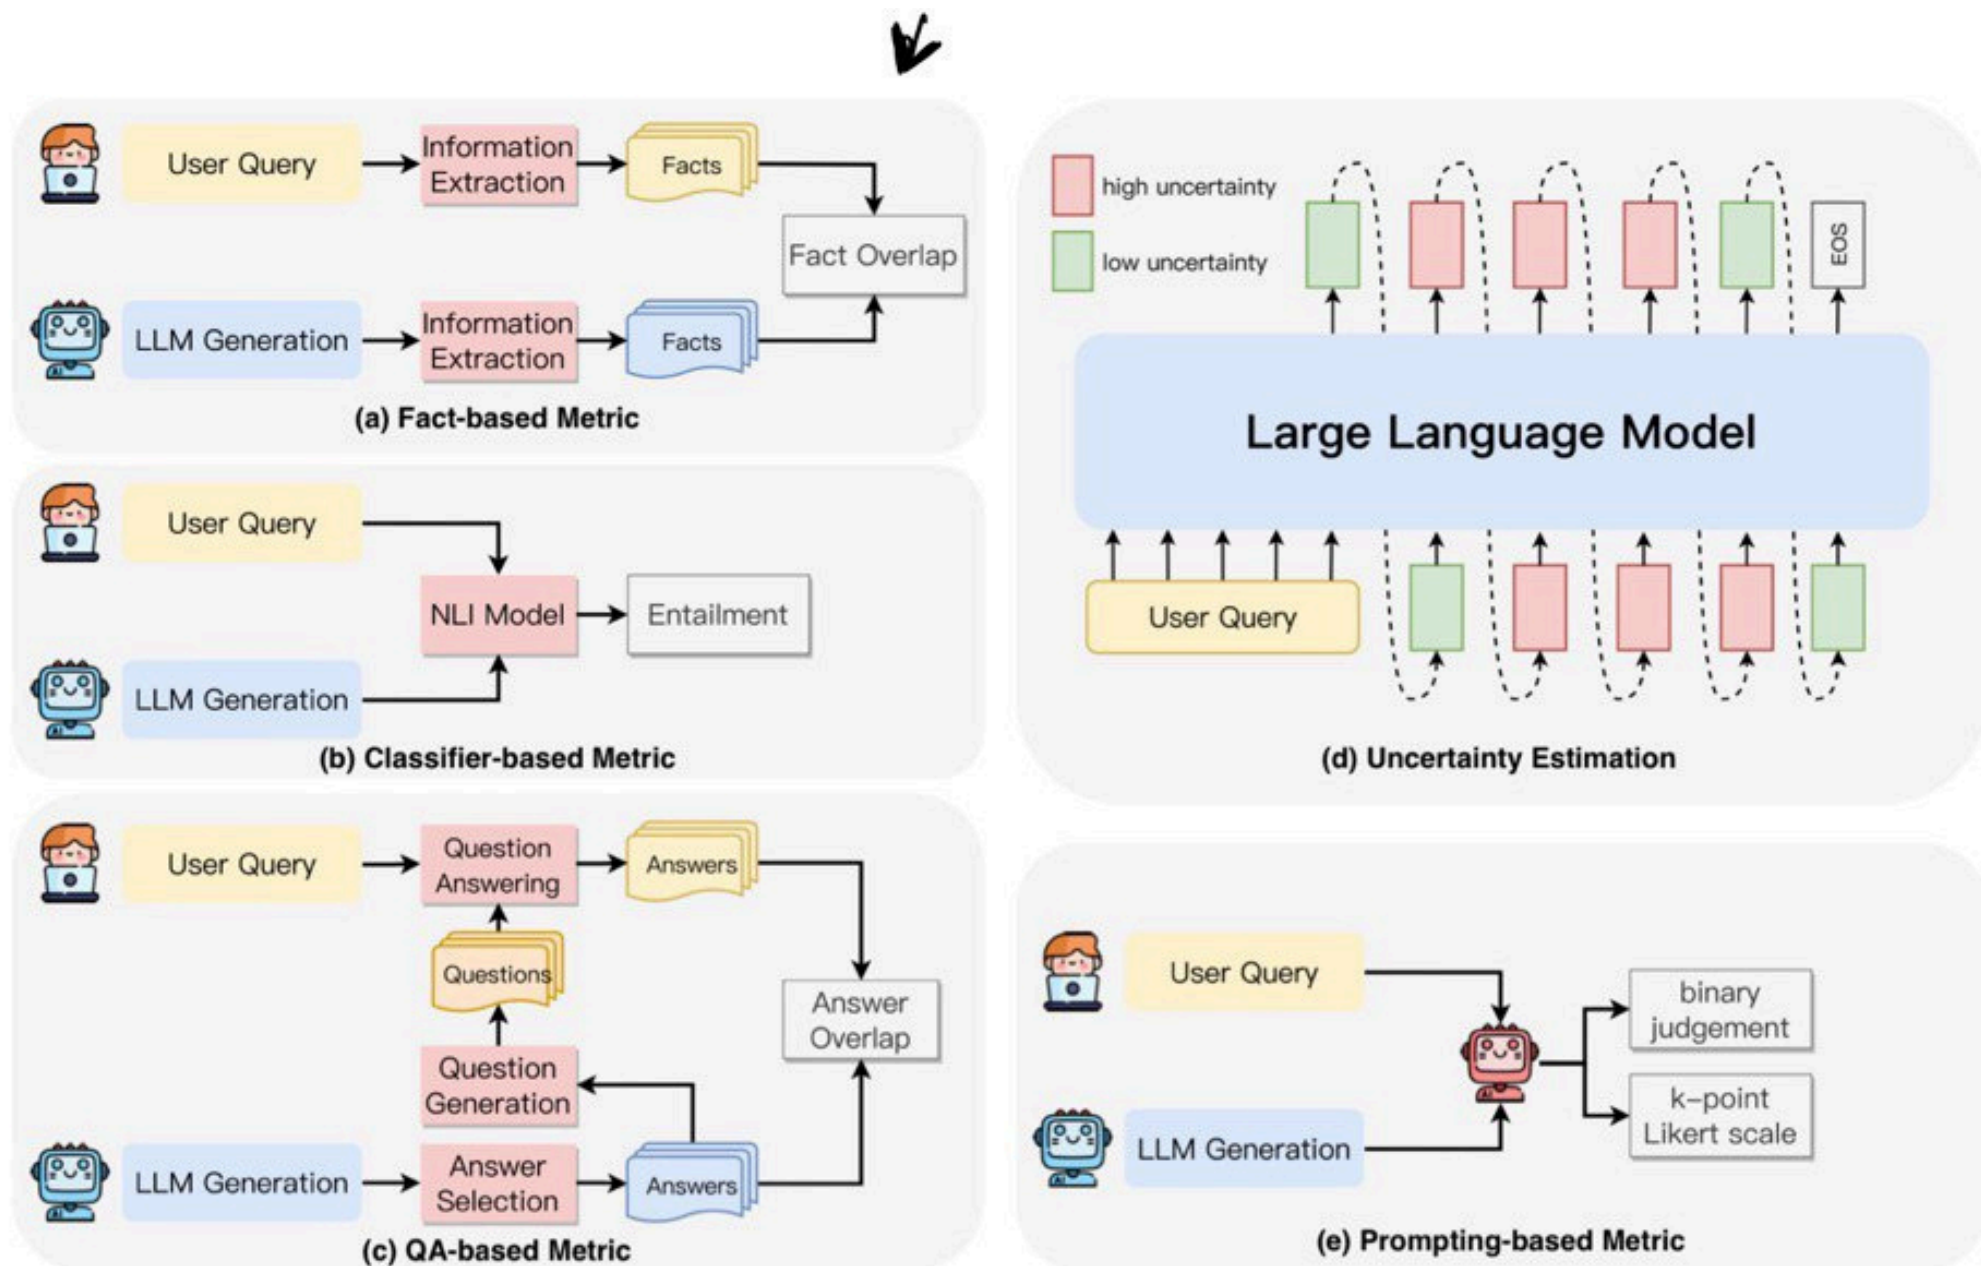 User Query
Information
Extraction
Facts
Fact Overlap
LLM Generation
Information
Extraction
Facts
(a) Fact-based Metric
User Query
NLI Model
Entailment
LLM Generation
(b) Classifier-based Metric
User Query
Question
Answering
Answers
Questions
Answer
Overlap
Question
Generation
LLM Generation
Answer
Selection
Answers
(c) QA-based Metric
high uncertainty
low uncertainty
EOS
Large Language Model
User Query
(d) Uncertainty Estimation
User Query
binary
judgement
k-point
Likert scale
LLM Generation
(e) Prompting-based Metric